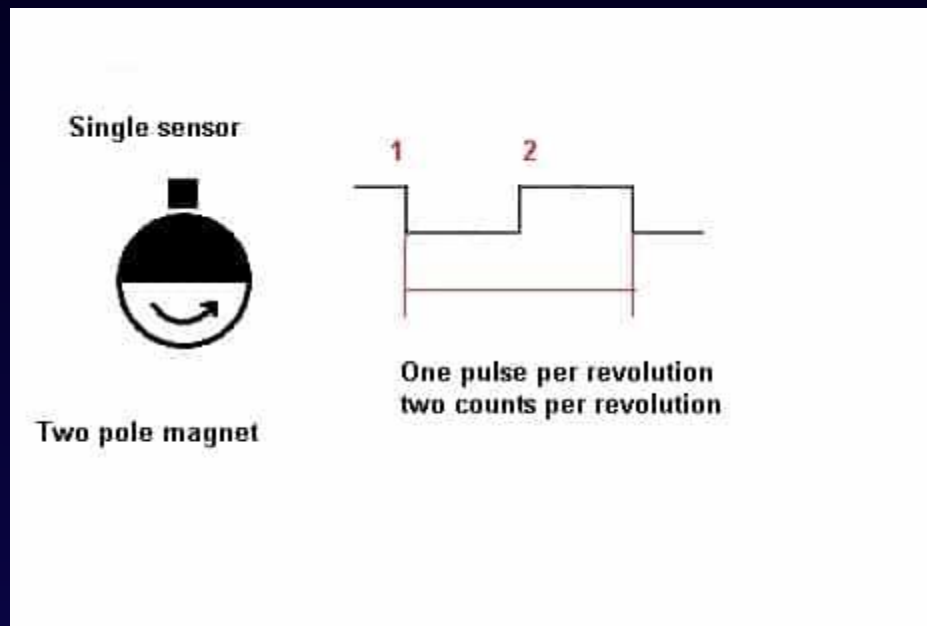 Single sensor
1
2
One pulse per revolution
two counts per revolution
Two pole magnet